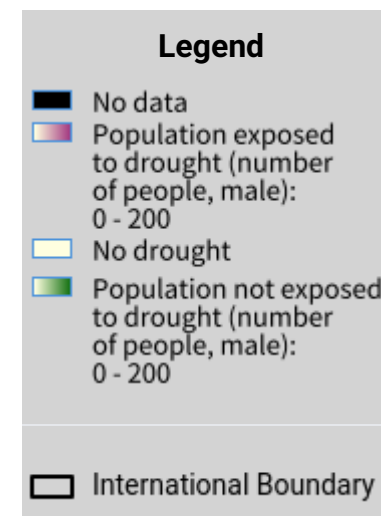 Legend
No data
Population exposed
to drought (number
of people, male):
0 - 200
No drought
Population not exposed
to drought (number
of people, male):
0 - 200
International Boundary